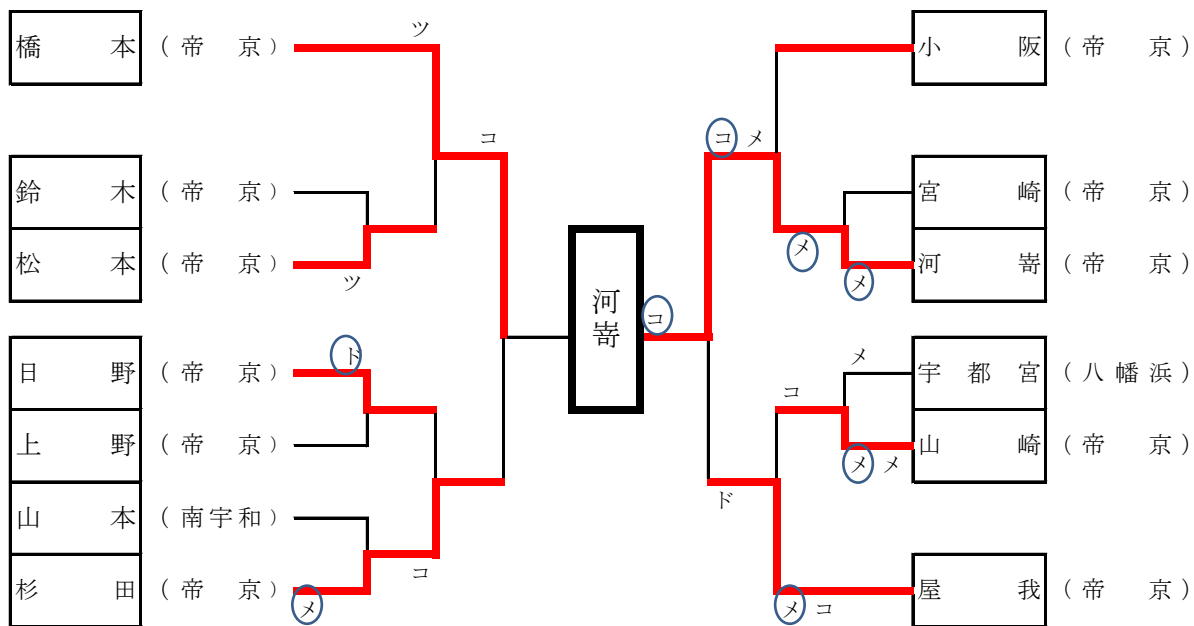 橋本（帝京）
ツ
小阪（帝京）
コ
コメ
鈴木（帝京）
宮崎（帝京）
松本（帝京）
ツ
メ
メ
河嵜（帝京）
河嵜
コ
日野（帝京）
ド
メ
宇都宮（八幡浜）
コ
上野（帝京）
メメ
山崎（帝京）
山本（南宇和）
ド
コ
杉田（帝京）
メ
メコ
屋我（帝京）